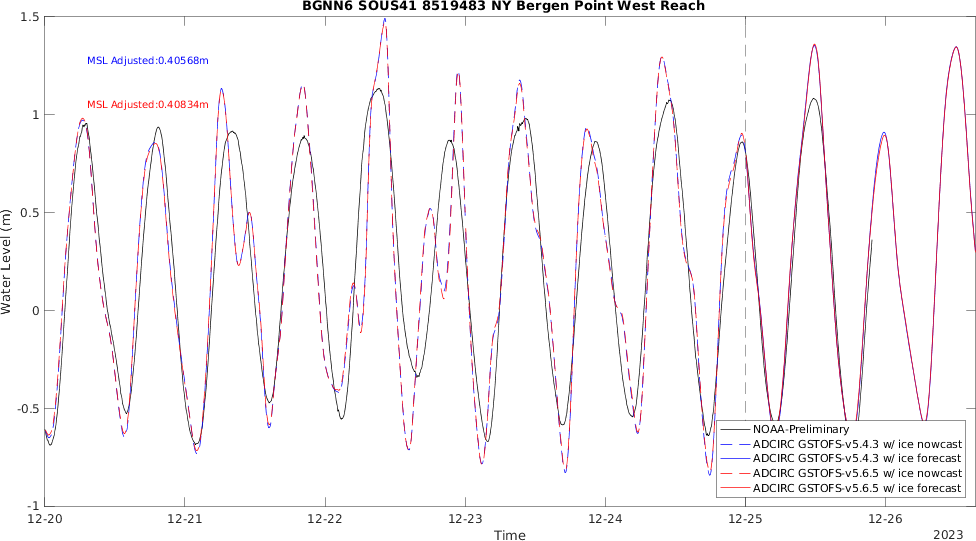 BGNN6 SOUS41 8519483 NY Bergen Point West Reach
1.5
MSL Adjusted:0.40568m
MSL Adjusted:0.40834m
1
0.5
0
-0.5
-1
Water Level (m)
NOAA-Preliminary
ADCIRC GSTOFS-v5.4.3 w/ ice nowcast
ADCIRC GSTOFS-v5.4.3 w/ ice forecast
ADCIRC GSTOFS-v5.6.5 w/ ice nowcast
ADCIRC GSTOFS-v5.6.5 w/ ice forecast
12-20 12-21 12-22 12-23 12-24 12-25 12-26
Time
2023